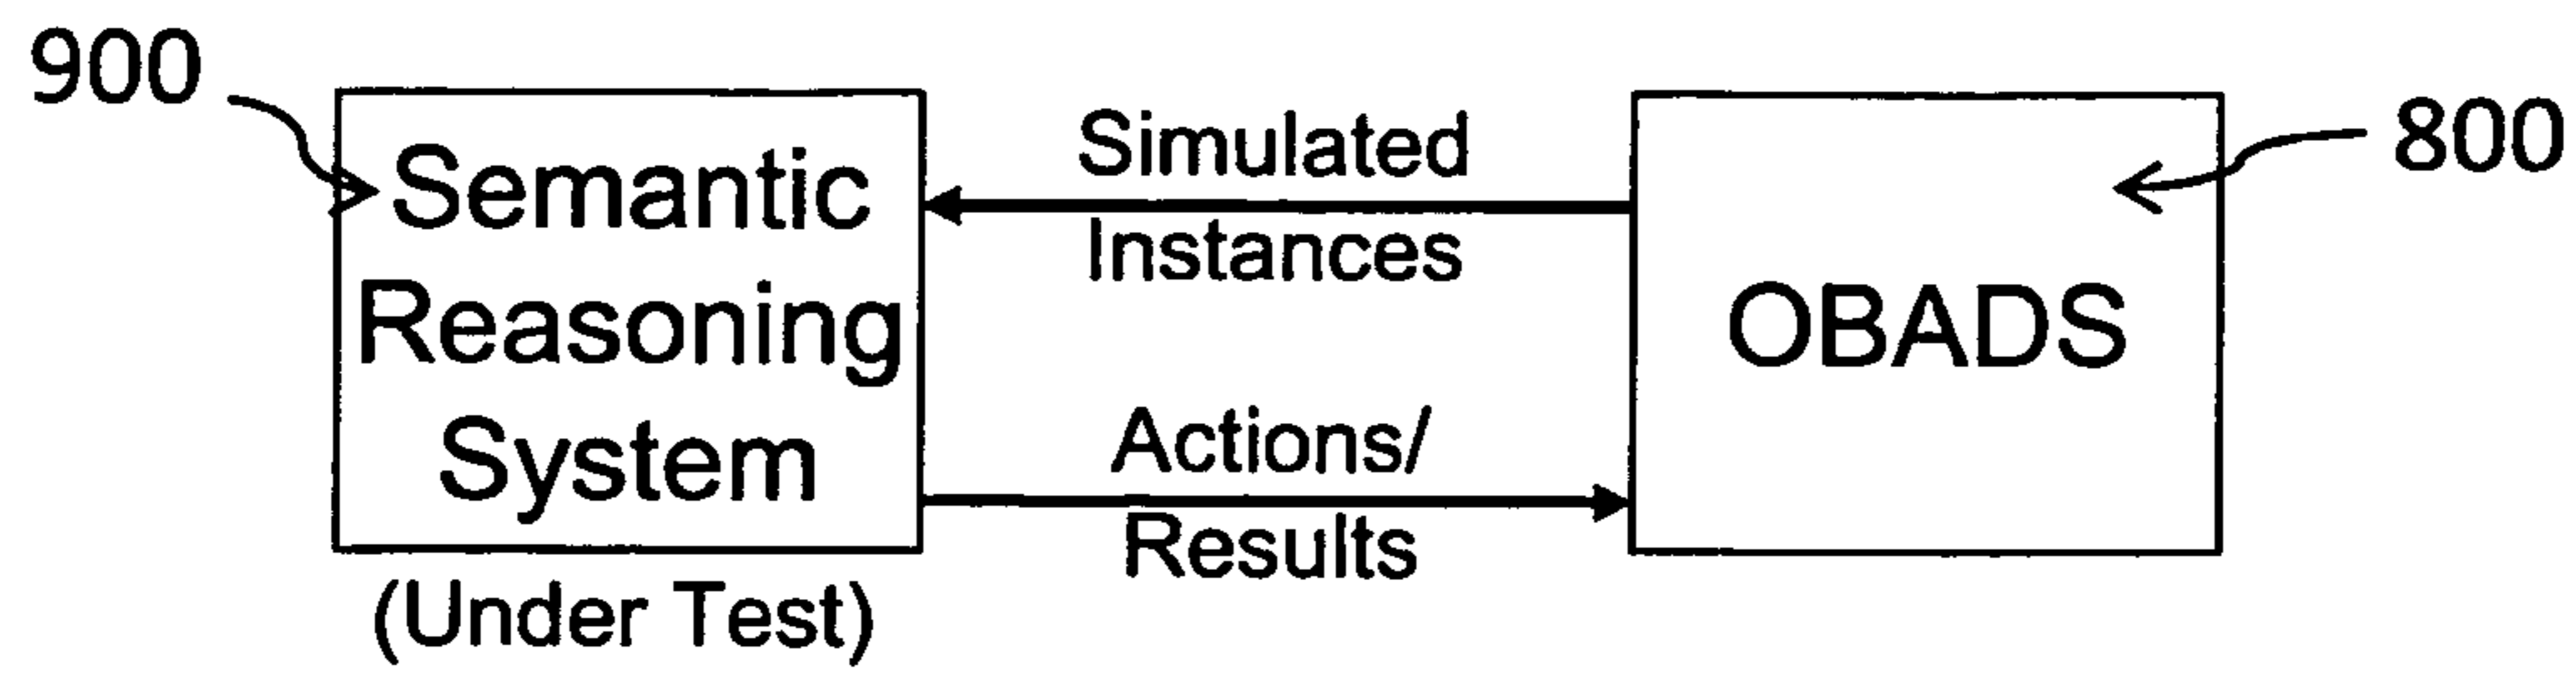 900
Semantic
Reasoning
System
(Under Test)
Simulated
Instances
Actions/
Results
OBADS
800